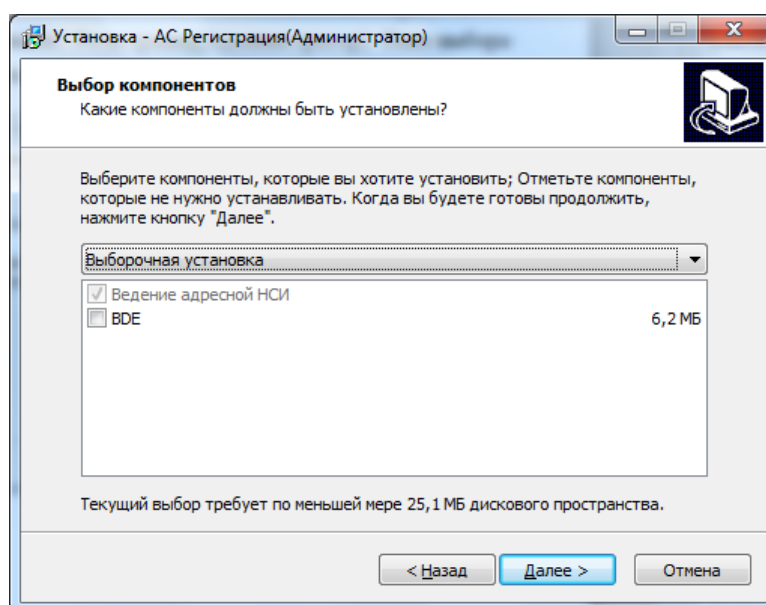 Установка - АС Регистрация(Администратор)
Выбор компонентов
Какие компоненты должны быть установлены?
Выберите компоненты, которые вы хотите установить; Отметьте компоненты,
которые не нужно устанавливать. Когда вы будете готовы продолжить,
нажмите кнопку "Далее".
Выборочная установка
Ведение адресной НСИ
BDE 6,2 МБ
Текущий выбор требует по меньшей мере 25,1 МБ дискового пространства.
< Назад Далее > Отмена